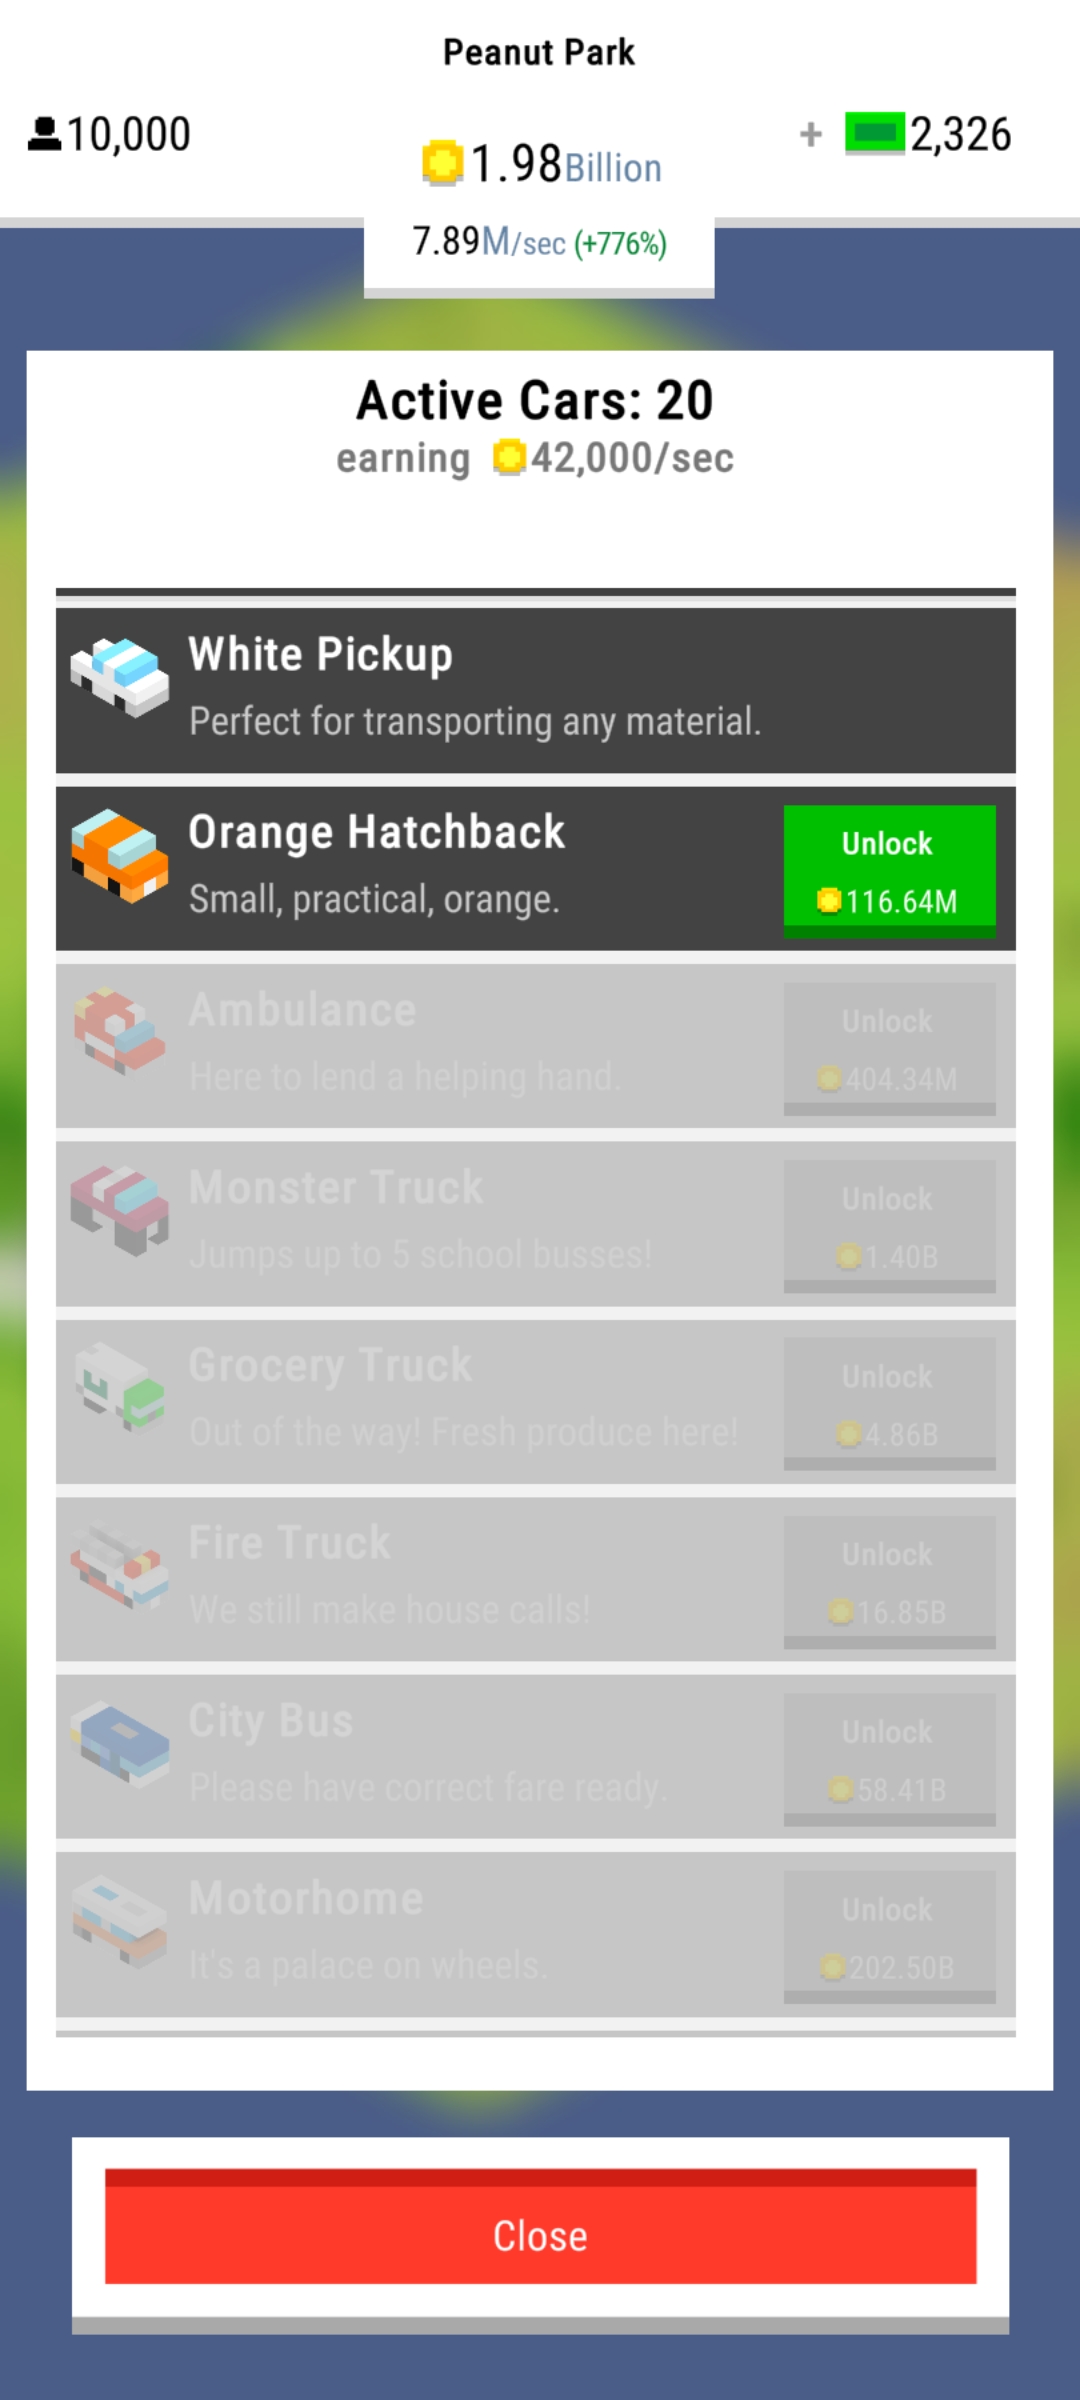 Peanut Park
10,000
1.98Billion
+ 2,326
7.89M/sec (+776%)
Active Cars: 20
earning 42,000/sec
White Pickup
Perfect for transporting any material.
Orange Hatchback
Small, practical, orange.
Unlock
116.64M
Ambulance
Here to lend a helping hand.
Unlock
404.34M
Monster Truck
Jumps up to 5 school busses!
Unlock
1.40B
Grocery Truck
Out of the way! Fresh produce here!
Unlock
4.86B
Fire Truck
We still make house calls!
Unlock
16.85B
City Bus
Please have correct fare ready.
Unlock
58.41B
Motorhome
It's a palace on wheels.
Unlock
202.50B
Close